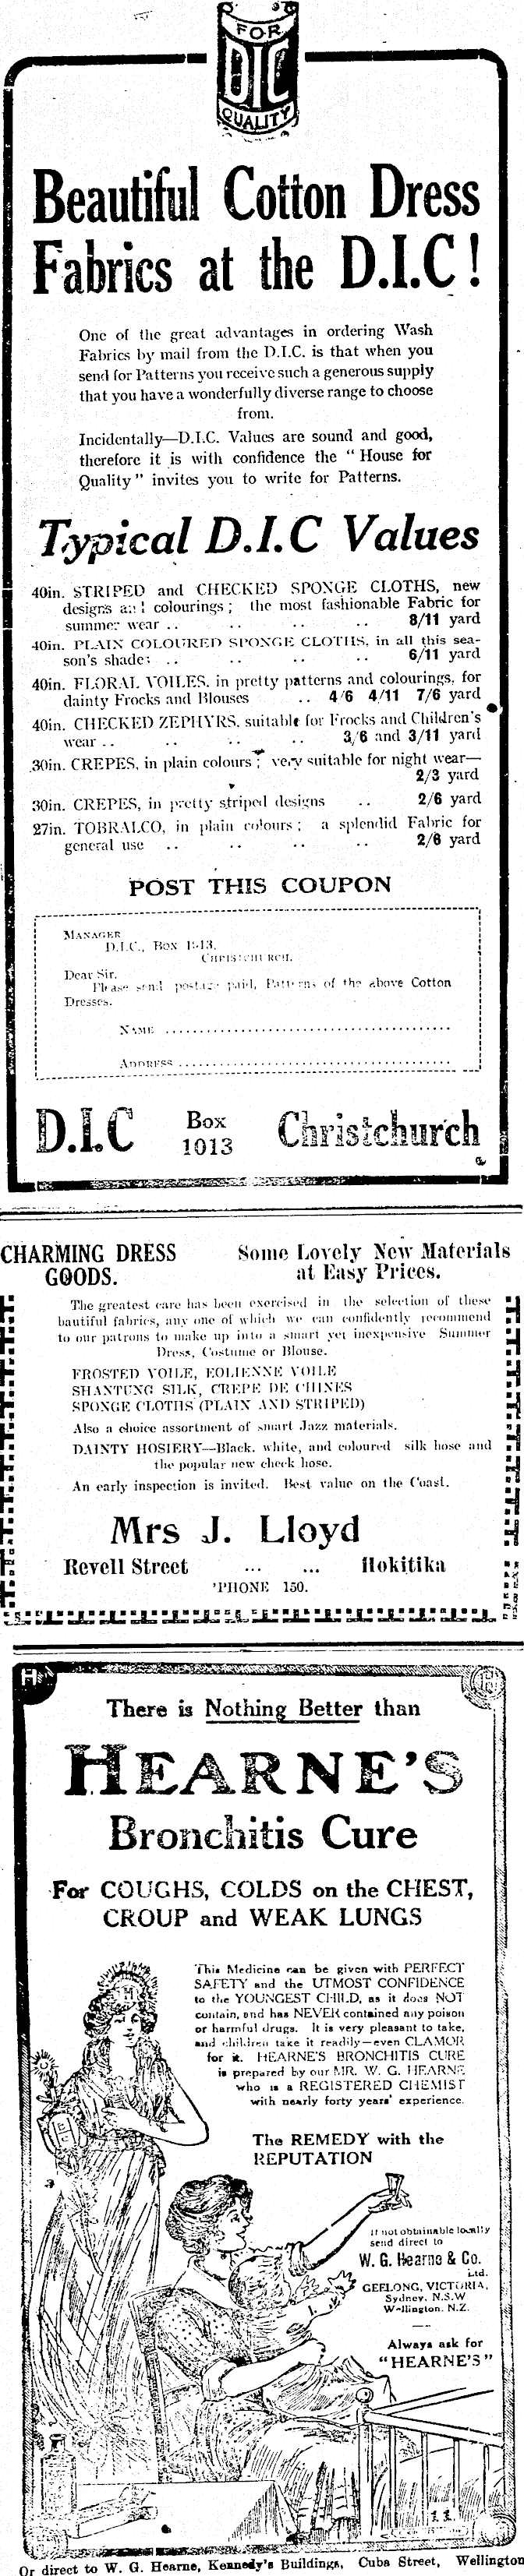 FOR
DIC
QUALITY
Beautiful Cotton Dress
Fabrics at the D.I.C!
One of the great advantages in ordering Wash
Fabrics by mail from the D.I.C. is that when you
send for Patterns you receive such a generous supply
that you have a wonderfully diverse range to choose
from.
Incidentally—D.I.C. Values are sound and good,
therefore it is with confidence the "House for
Quality" invites you to write for Patterns.
Typical D.I.C Values
40in. STRIPED and CHECKED SPONGE CLOTHS, new
designs and colourings; the most fashionable Fabric for
summer wear .. .. .. .. 8/11 yard
40in. PLAIN COLOURED SPONGE CLOTHS, in all this sea-
son's shades .. .. .. .. 6/11 yard
40in. FLORAL VOILES, in pretty patterns and colourings, for
dainty Frocks and Blouses .. 4/6 4/11 7/6 yard
40in. CHECKED ZEPHYRS, suitable for Frocks and Children's
wear .. .. .. .. 3/6 and 3/11 yard
30in. CREPES, in plain colours; very suitable for night wear—
2/3 yard
30in. CREPES, in pretty striped designs .. 2/6 yard
27in. TOBRALCO, in plain colours; a splendid Fabric for
general use .. .. .. .. 2/6 yard
POST THIS COUPON
MANAGER
D.I.C., Box
CHRISTCHURCH.
Dear Sir,
Please send, postage paid, Patterns of the above Cotton
Dresses.
NAME ........................................
ADDRESS ........................................
D.I.C Box 1013 Christchurch
CHARMING DRESS
GOODS.
Some Lovely New Materials
at Easy Prices.
The greatest care has been exercised in the selection of these
bautiful fabrics, any one of which we can confidently recommend
to our patrons to make up into a smart yet inexpensive Summer
Dress, Costume or Blouse.
FROSTED VOILE, EOLIENNE VOILE
SHANTUNG SILK, CREPE DE CHINES
SPONGE CLOTHS (PLAIN AND STRIPED)
Also a choice assortment of smart Jazz materials.
DAINTY HOSIERY—Black, white, and coloured silk hose and
the popular new check hose.
An early inspection is invited. Best value on the Coast.
Mrs J. Lloyd
Revell Street ... ... Hokitika
'PHONE 150.
There is Nothing Better than
HEARNE'S
Bronchitis Cure
For COUGHS, COLDS on the CHEST,
CROUP and WEAK LUNGS
This Medicine can be given with PERFECT
SAFETY and the UTMOST CONFIDENCE
to the YOUNGEST CHILD, as it does NOT
contain, and has NEVER contained any poison
or harmful drugs. It is very pleasant to take,
and children take it readily—even CLAMOR
for it. HEARNE'S BRONCHITIS CURE
is prepared by our MR. W. G. HEARNE
who is a REGISTERED CHEMIST
with nearly forty years' experience.
The REMEDY with the
REPUTATION
If not obtainable locally
send direct to
W. G. Hearne & Co.
Ltd.
GEELONG, VICTORIA,
Sydney, N.S.W
Wellington, N.Z.
Always ask for
"HEARNE'S"
Or direct to W. G. Hearne, Kennedy's Buildings, Cuba Street, Wellington